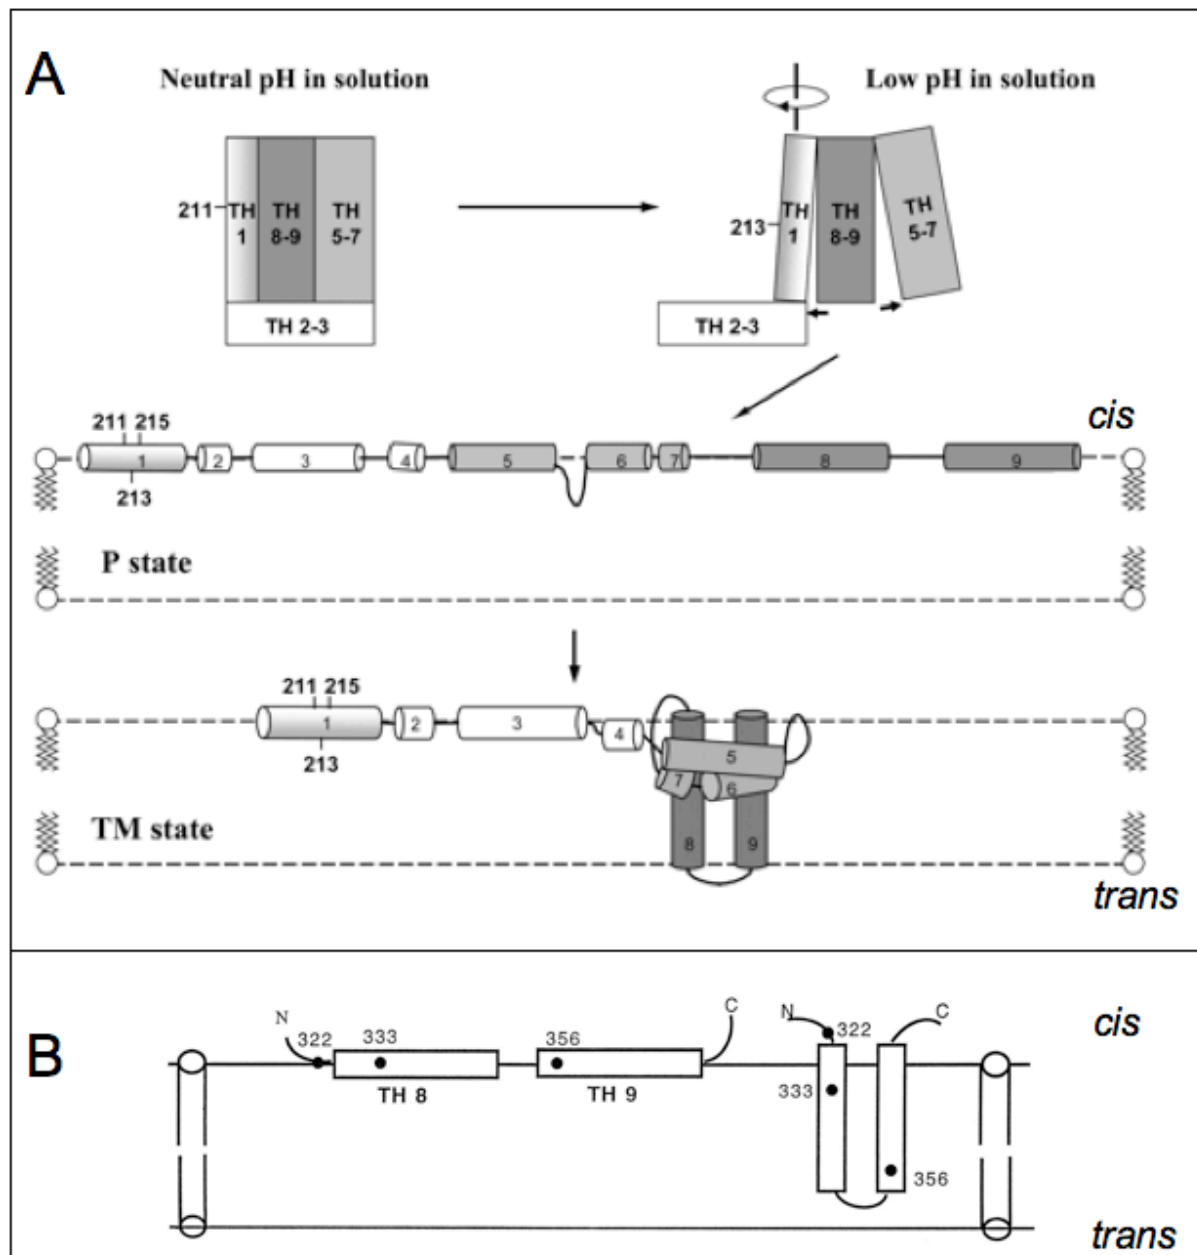 A
Neutral pH in solution
Low pH in solution
211
TH 1
TH 8-9
TH 5-7
TH 2-3
213
TH 1
TH 8-9
TH 5-7
TH 2-3
cis
211 215
1 2 3 4 5 6 7 8 9
213
P state
211 215
1 2 3 4 5 7 6 8 9
213
TM state
trans
B
N 322 333 356 C N 322 C cis
333
TH 8 TH 9
356
trans